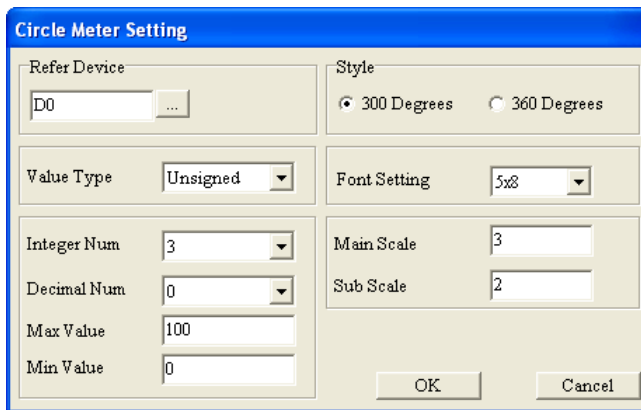 Circle Meter Setting
Refer Device
D0
...
Style
300 Degrees
360 Degrees
Value Type
Unsigned
Font Setting
5x8
Integer Num
3
Decimal Num
0
Max Value
100
Min Value
0
Main Scale
3
Sub Scale
2
OK
Cancel